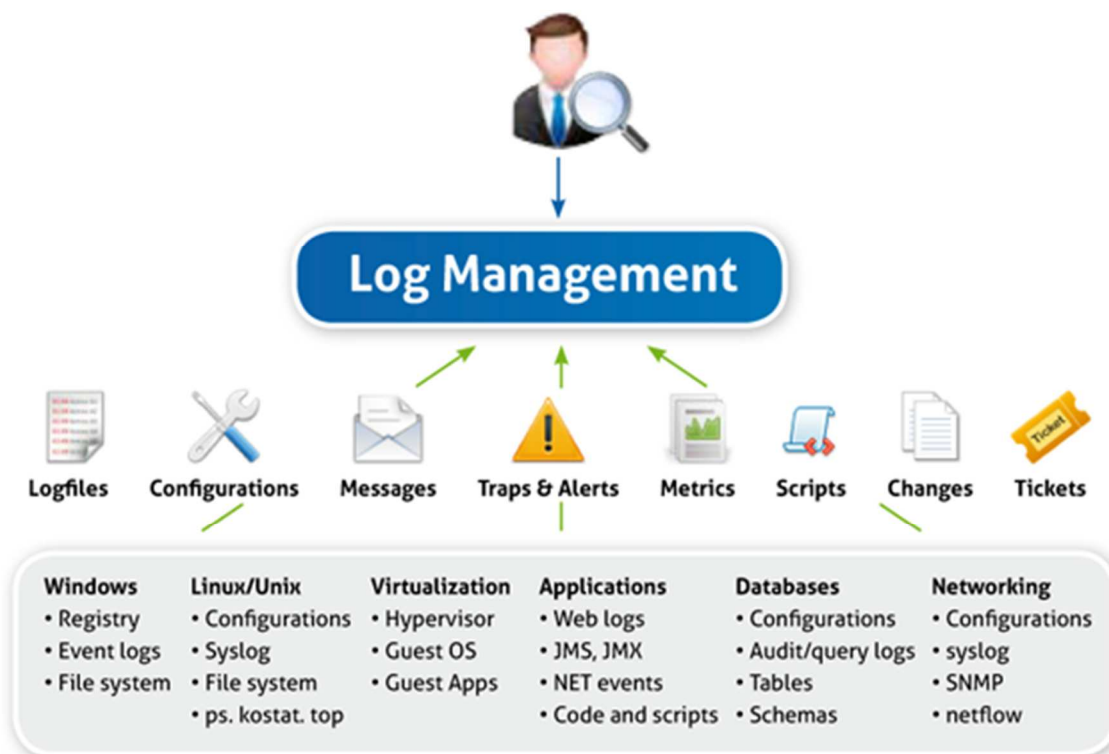 Log Management
Ticket
Logfiles Configurations Messages Traps & Alerts Metrics Scripts Changes Tickets
Windows Linux/Unix Virtualization Applications Databases Networking
• Registry • Configurations • Hypervisor • Web logs • Configurations • Configurations
• Event logs • Syslog • Guest OS • JMS, JMX • Audit/query logs • syslog
• File system • File system • Guest Apps • NET events • Tables • SNMP
• ps. kostat. top • Code and scripts • Schemas • netflow